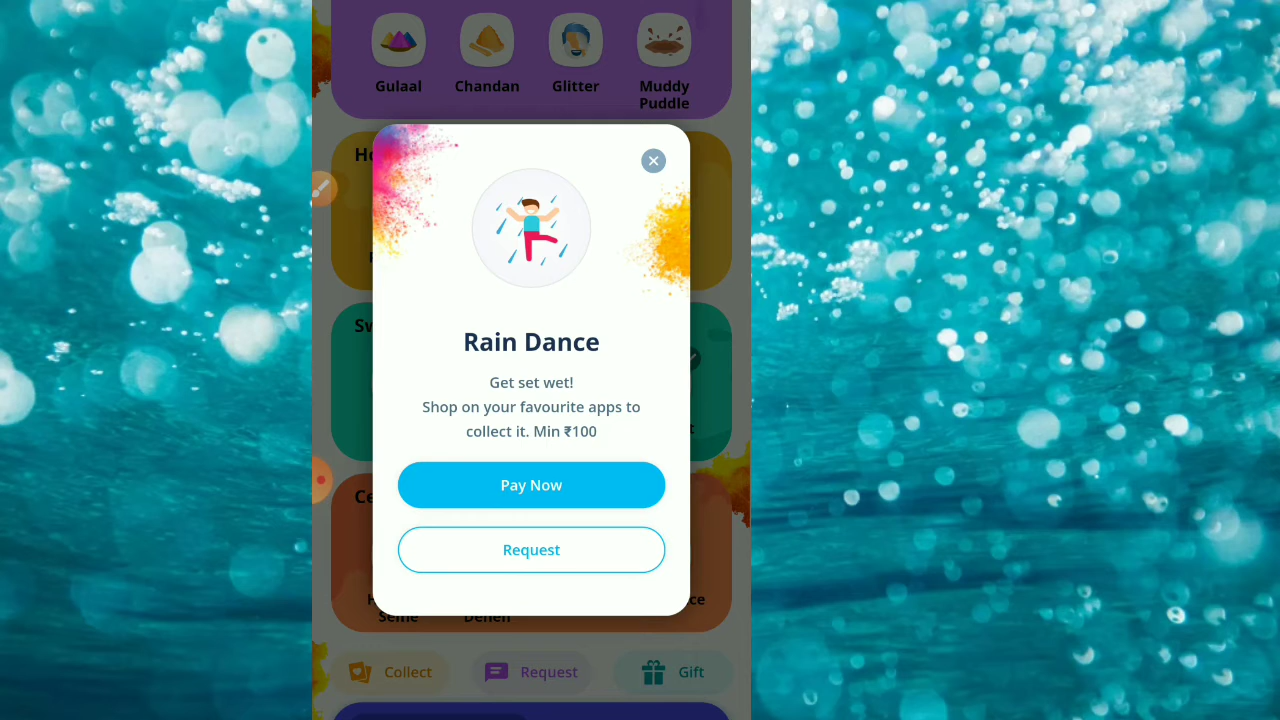 Gulaal
Chandan
Glitter
Muddy
Puddle
Rain Dance
Get set wet!
Shop on your favourite apps to
collect it. Min ₹100
Pay Now
Request
Collect
Request
Gift